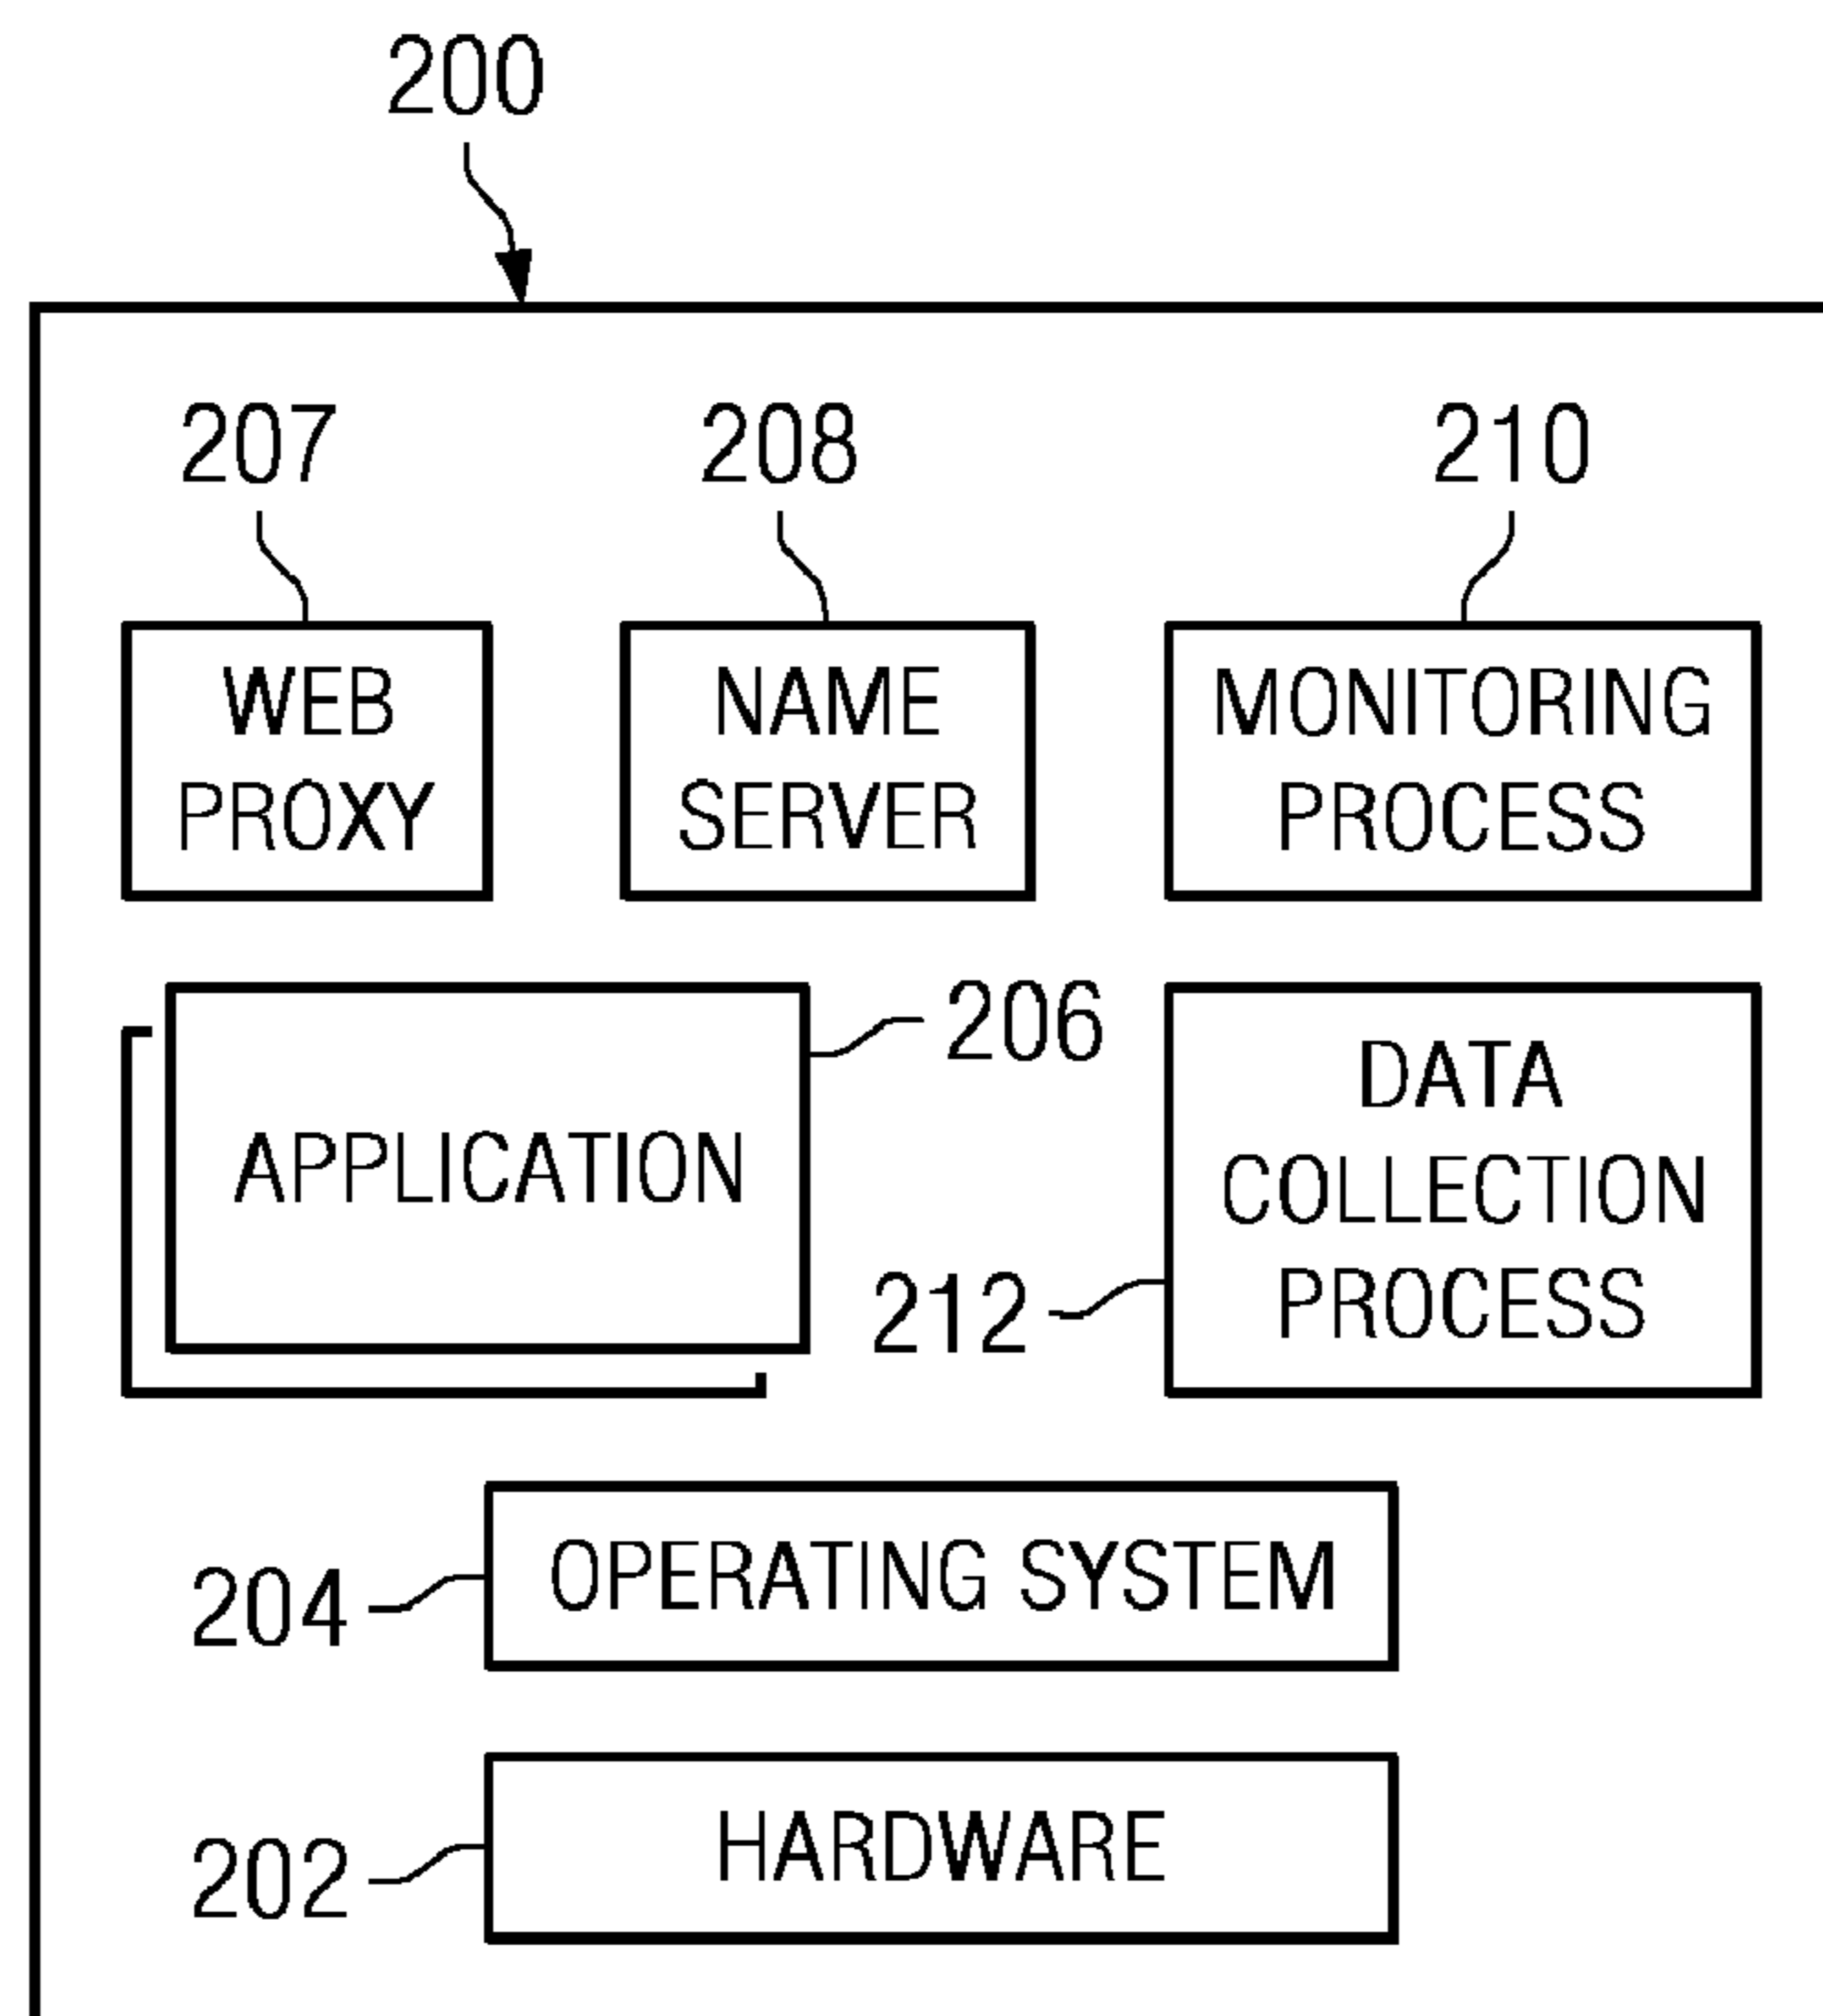 200
207 208 210
WEB
PROXY
NAME
SERVER
MONITORING
PROCESS
206
APPLICATION
DATA
COLLECTION
PROCESS
212
OPERATING SYSTEM
204
HARDWARE
202